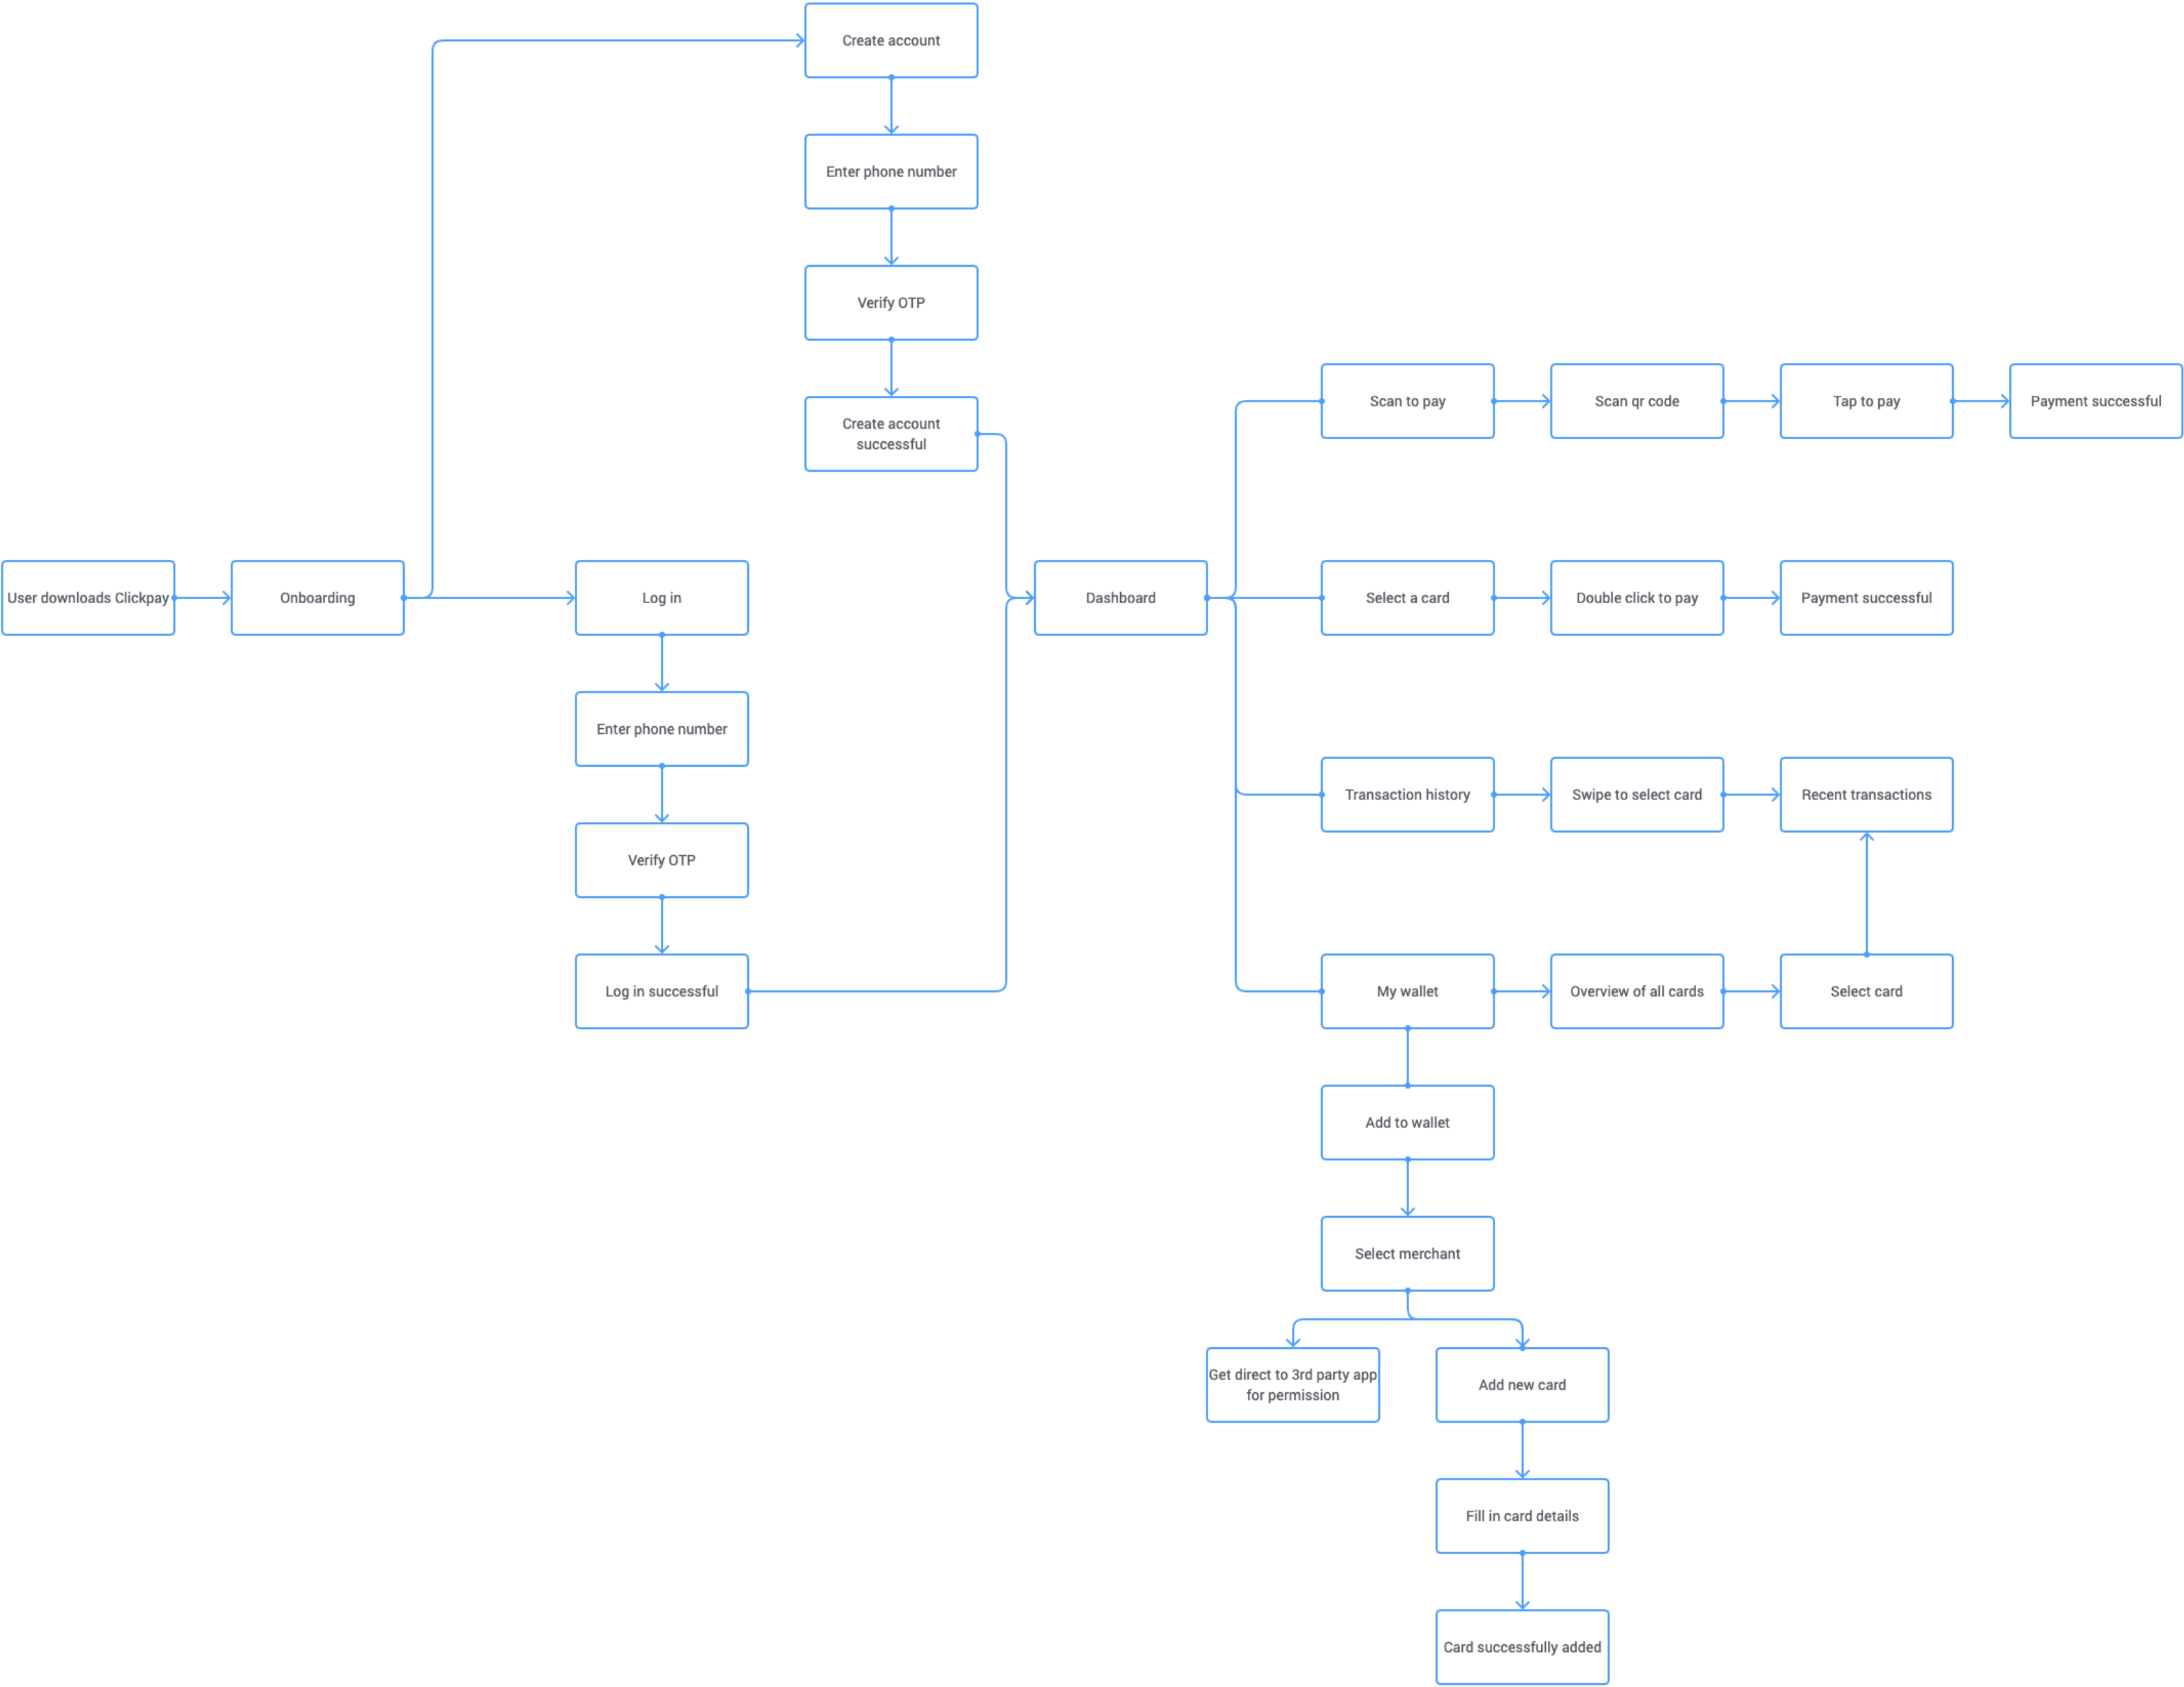 Create account
Enter phone number
Verify OTP
Create account
successful
User downloads Clickpay
Onboarding
Log in
Enter phone number
Verify OTP
Log in successful
Dashboard
Scan to pay
Scan qr code
Tap to pay
Payment successful
Select a card
Double click to pay
Payment successful
Transaction history
Swipe to select card
Recent transactions
My wallet
Overview of all cards
Select card
Add to wallet
Select merchant
Get direct to 3rd party app
for permission
Add new card
Fill in card details
Card successfully added